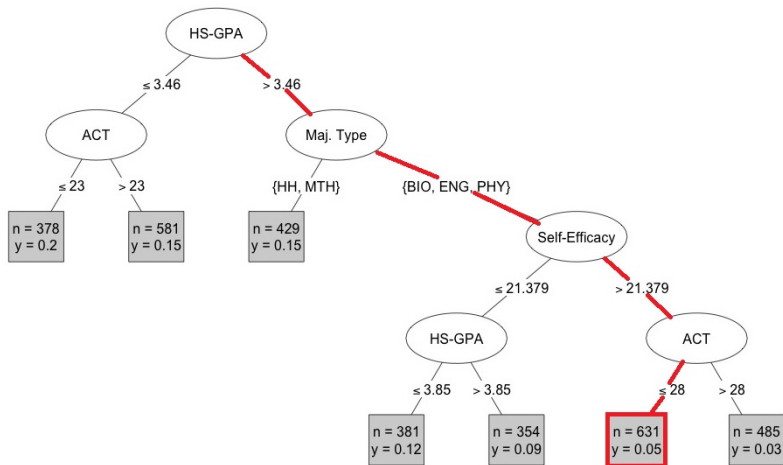 HS-GPA
≤ 3.46
> 3.46
ACT
Maj. Type
≤ 23
> 23
{HH, MTH}
{BIO, ENG, PHY}
n = 378
y = 0.2
n = 581
y = 0.15
n = 429
y = 0.15
Self-Efficacy
≤ 21.379
> 21.379
HS-GPA
ACT
≤ 3.85
> 3.85
≤ 28
> 28
n = 381
y = 0.12
n = 354
y = 0.09
n = 631
y = 0.05
n = 485
y = 0.03